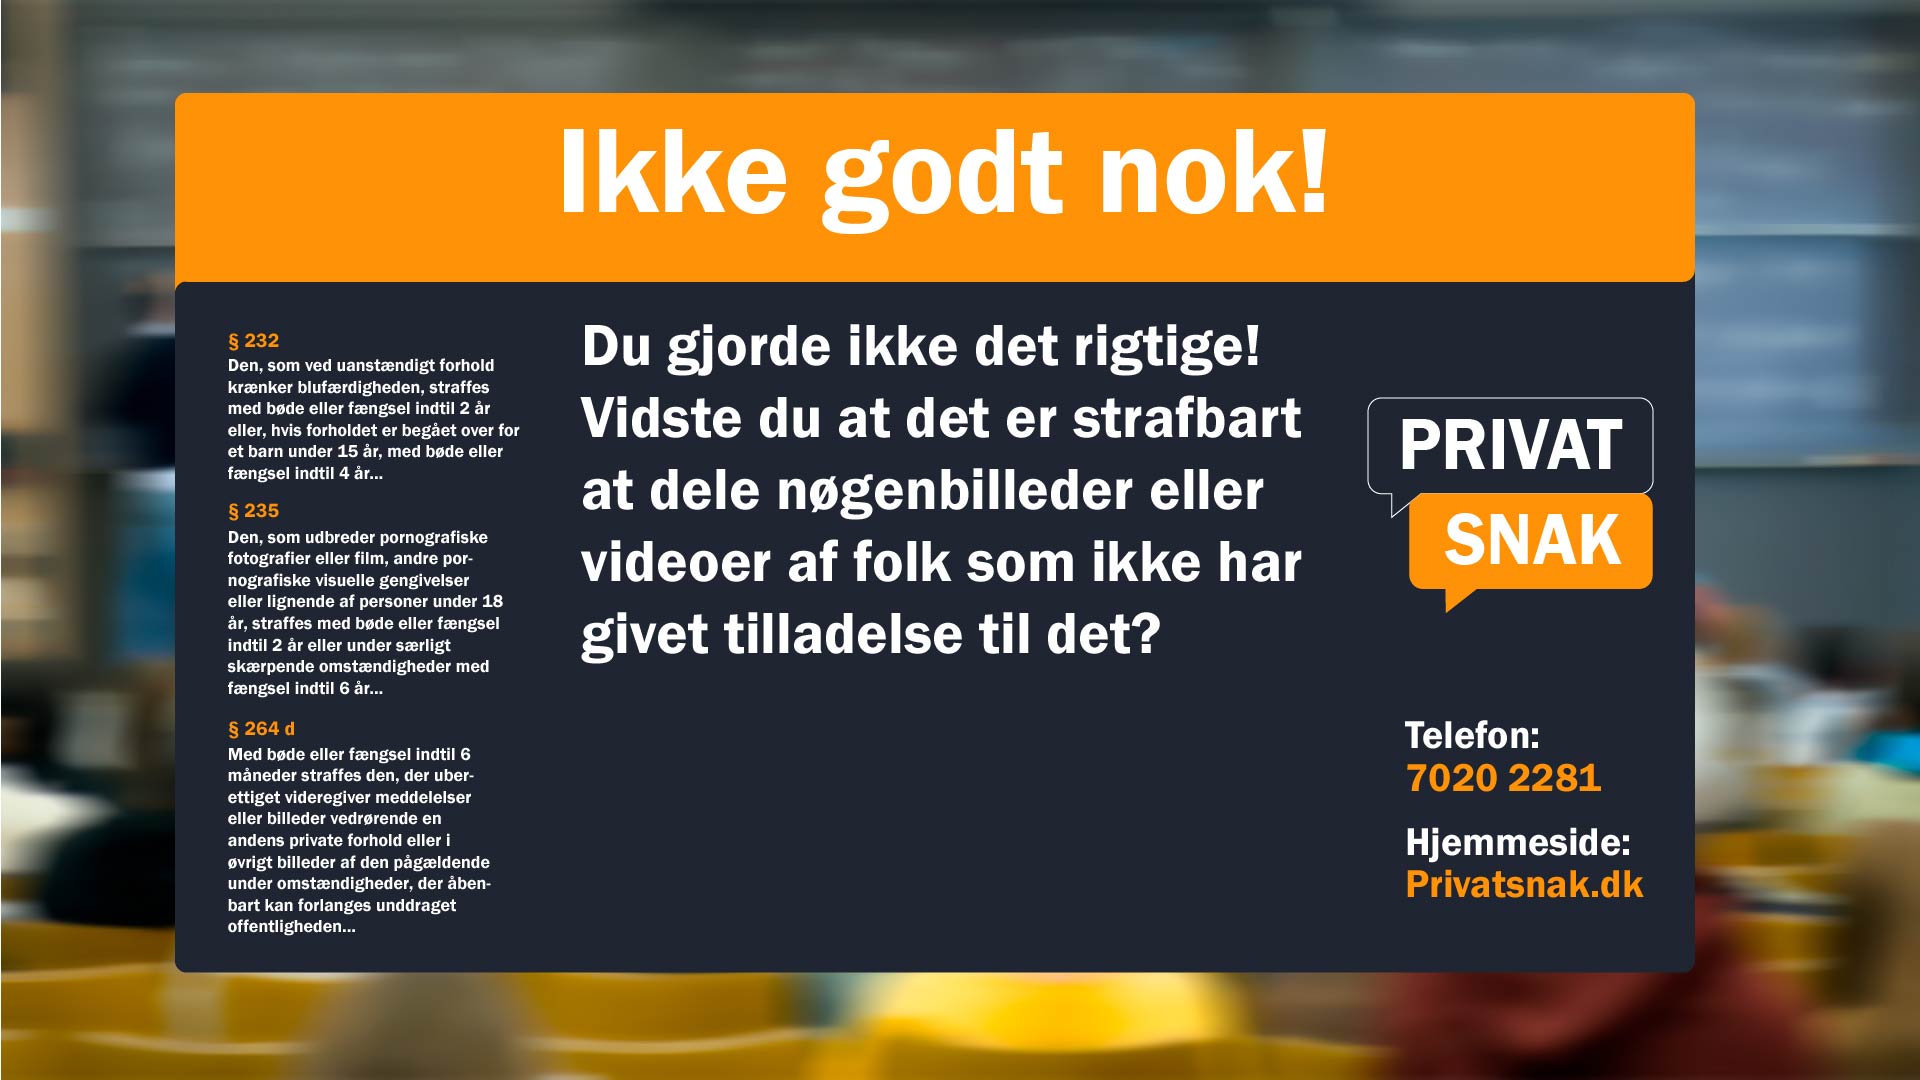 Ikke godt nok!
§ 232
Den, som ved uanstændigt forhold
krænker blufærdigheden, straffes
med bøde eller fængsel indtil 2 år
eller, hvis forholdet er begået over for
et barn under 15 år, med bøde eller
fængsel indtil 4 år...
§ 235
Den, som udbreder pornografiske
fotografier eller film, andre por-
nografiske visuelle gengivelser
eller lignende af personer under 18
år, straffes med bøde eller fængsel
indtil 2 år eller under særligt
skærpende omstændigheder med
fængsel indtil 6 år...
§ 264 d
Med bøde eller fængsel indtil 6
måneder straffes den, der uber-
ettiget videregiver meddelelser
eller billeder vedrørende en
andens private forhold eller i
øvrigt billeder af den pågældende
under omstændigheder, der åben-
bart kan forlanges unddraget
offentligheden...
Du gjorde ikke det rigtige!
Vidste du at det er strafbart
at dele nøgenbilleder eller
videoer af folk som ikke har
givet tilladelse til det?
PRIVAT
SNAK
Telefon:
7020 2281
Hjemmeside:
Privatsnak.dk